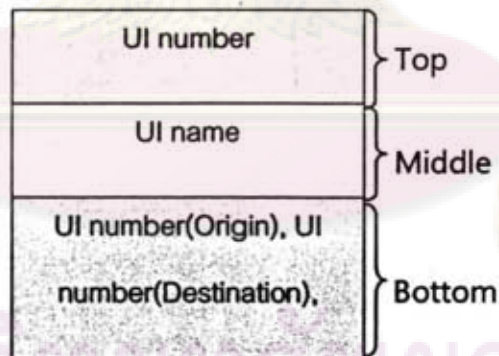 UI number
Top
UI name
Middle
UI number(Origin), UI
number(Destination),
Bottom